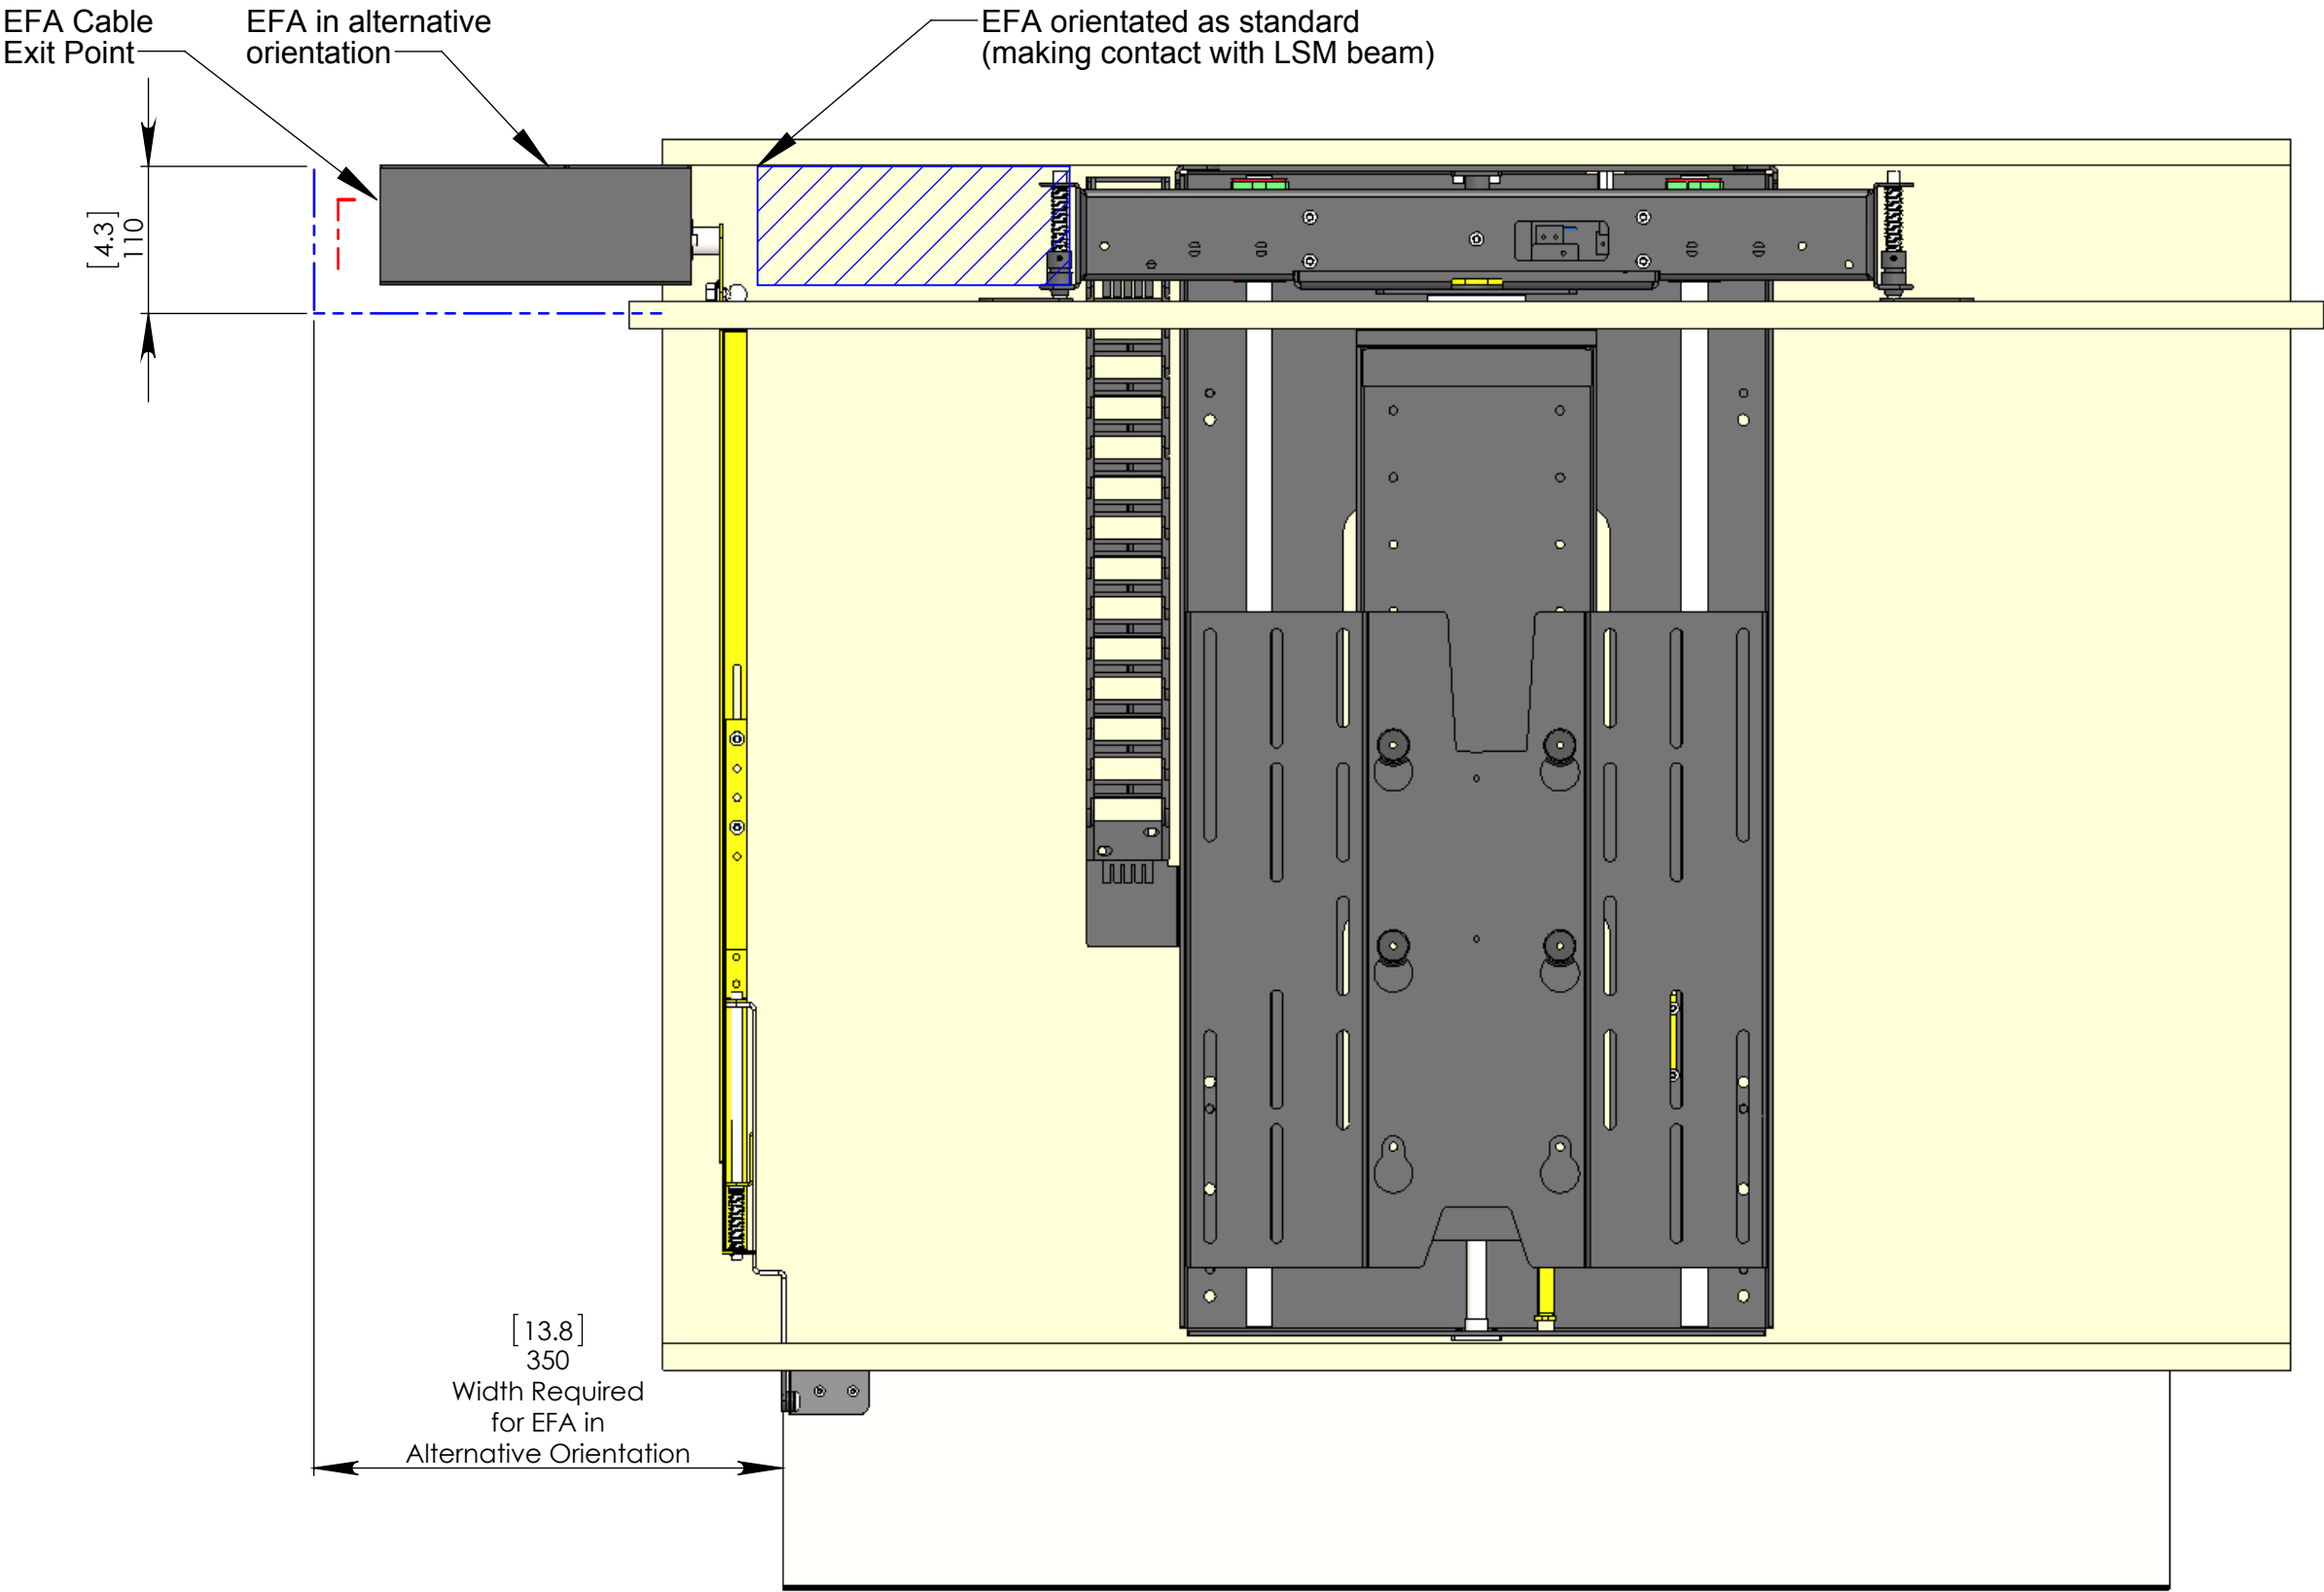 EFA Cable
Exit Point
EFA in alternative
orientation
EFA orientated as standard
(making contact with LSM beam)
[4.3]
110
[13.8]
350
Width Required
for EFA in
Alternative Orientation